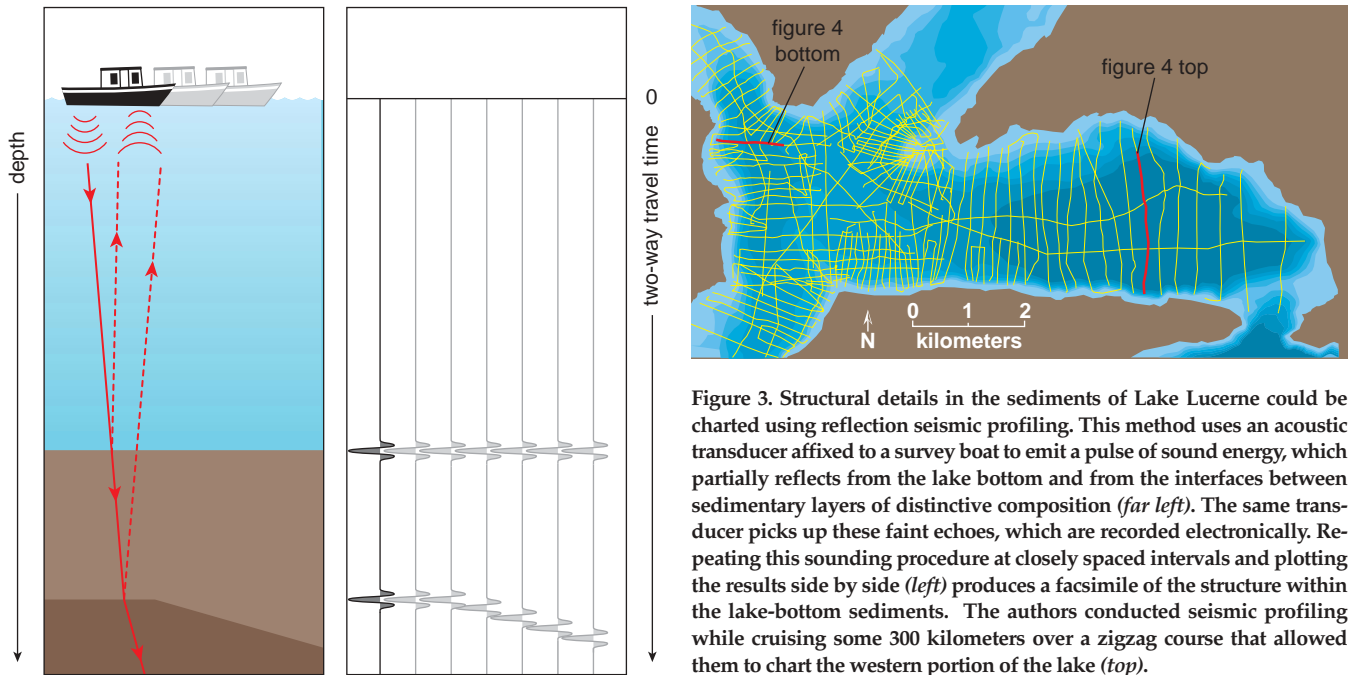 depth
0
two-way travel time
figure 4
bottom
figure 4 top
0 1 2
N kilometers
Figure 3. Structural details in the sediments of Lake Lucerne could be
charted using reflection seismic profiling. This method uses an acoustic
transducer affixed to a survey boat to emit a pulse of sound energy, which
partially reflects from the lake bottom and from the interfaces between
sedimentary layers of distinctive composition (far left). The same trans-
ducer picks up these faint echoes, which are recorded electronically. Re-
peating this sounding procedure at closely spaced intervals and plotting
the results side by side (left) produces a facsimile of the structure within
the lake-bottom sediments. The authors conducted seismic profiling
while cruising some 300 kilometers over a zigzag course that allowed
them to chart the western portion of the lake (top).